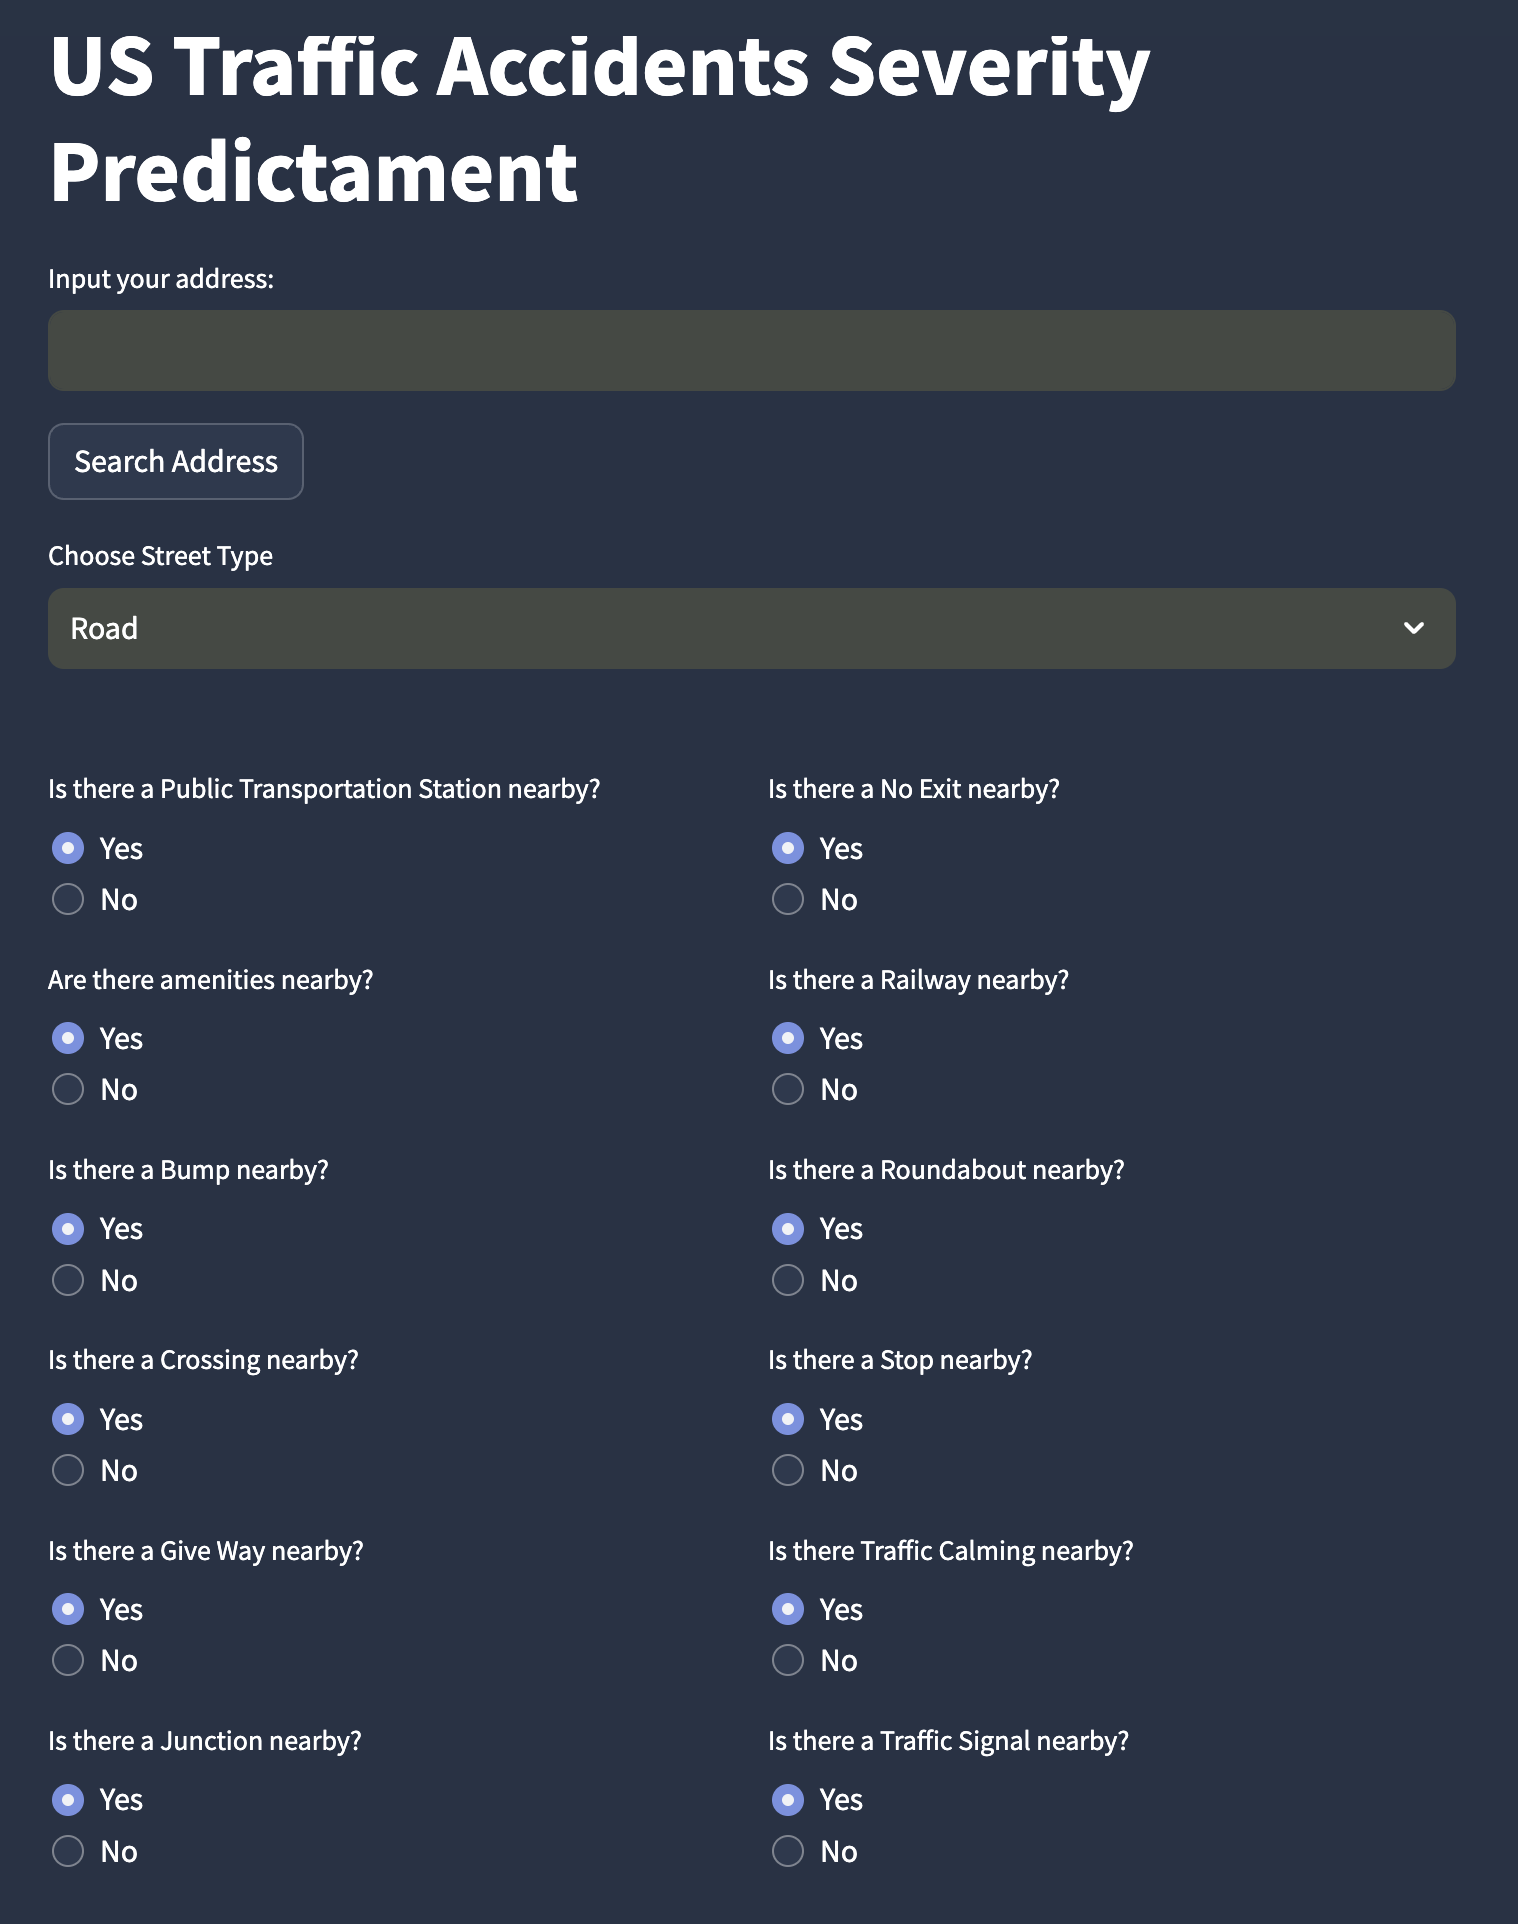 US Traffic Accidents Severity
Predictament
Input your address:
Search Address
Choose Street Type
Road
Is there a Public Transportation Station nearby?
Yes
No
Are there amenities nearby?
Yes
No
Is there a Bump nearby?
Yes
No
Is there a Crossing nearby?
Yes
No
Is there a Give Way nearby?
Yes
No
Is there a Junction nearby?
Yes
No
Is there a No Exit nearby?
Yes
No
Is there a Railway nearby?
Yes
No
Is there a Roundabout nearby?
Yes
No
Is there a Stop nearby?
Yes
No
Is there Traffic Calming nearby?
Yes
No
Is there a Traffic Signal nearby?
Yes
No